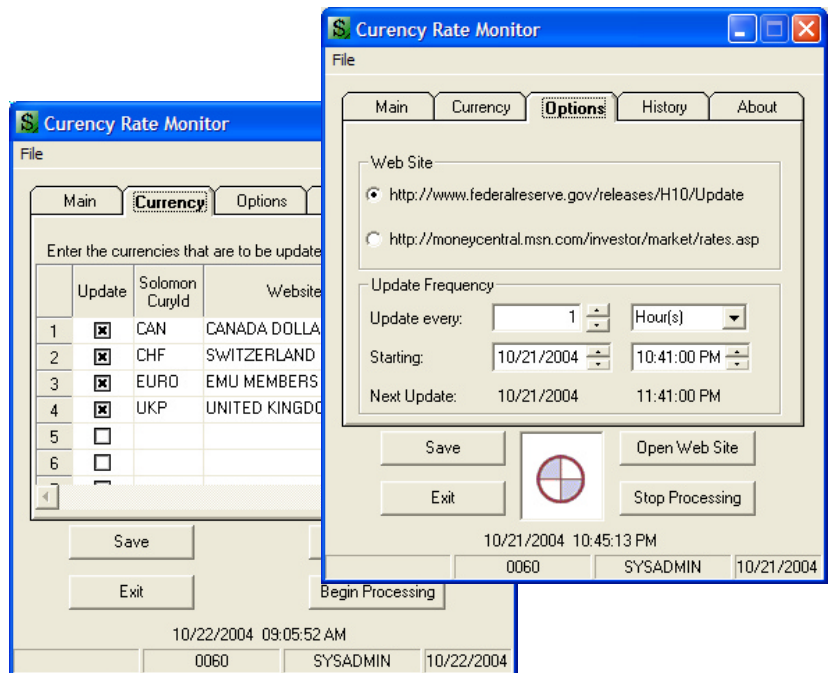 Curency Rate Monitor
File
Main Currency Options History About
Web Site
http://www.federalreserve.gov/releases/H10/Update
http://moneycentral.msn.com/investor/market/rates.asp
Update Frequency
Update every: 1 Hour(s)
Starting: 10/21/2004 10:41:00 PM
Next Update: 10/21/2004 11:41:00 PM
Save Open Web Site
Exit Stop Processing
10/21/2004 10:45:13 PM
0060 SYSADMIN 10/21/2004
Curency Rate Monitor
File
Main Currency Options
Enter the currencies that are to be update
Update Solomon CuryId Website
1 CAN CANADA DOLLA
2 CHF SWITZERLAND
3 EURO EMU MEMBERS
4 UKP UNITED KINGDO
5
6
Save
Exit Begin Processing
10/22/2004 09:05:52 AM
0060 SYSADMIN 10/22/2004